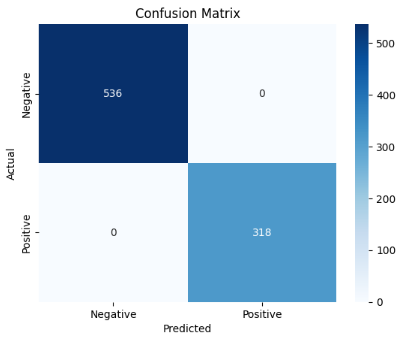 Confusion Matrix
Actual
Negative
536
0
Positive
0
318
Negative
Positive
Predicted
500
400
300
200
100
0